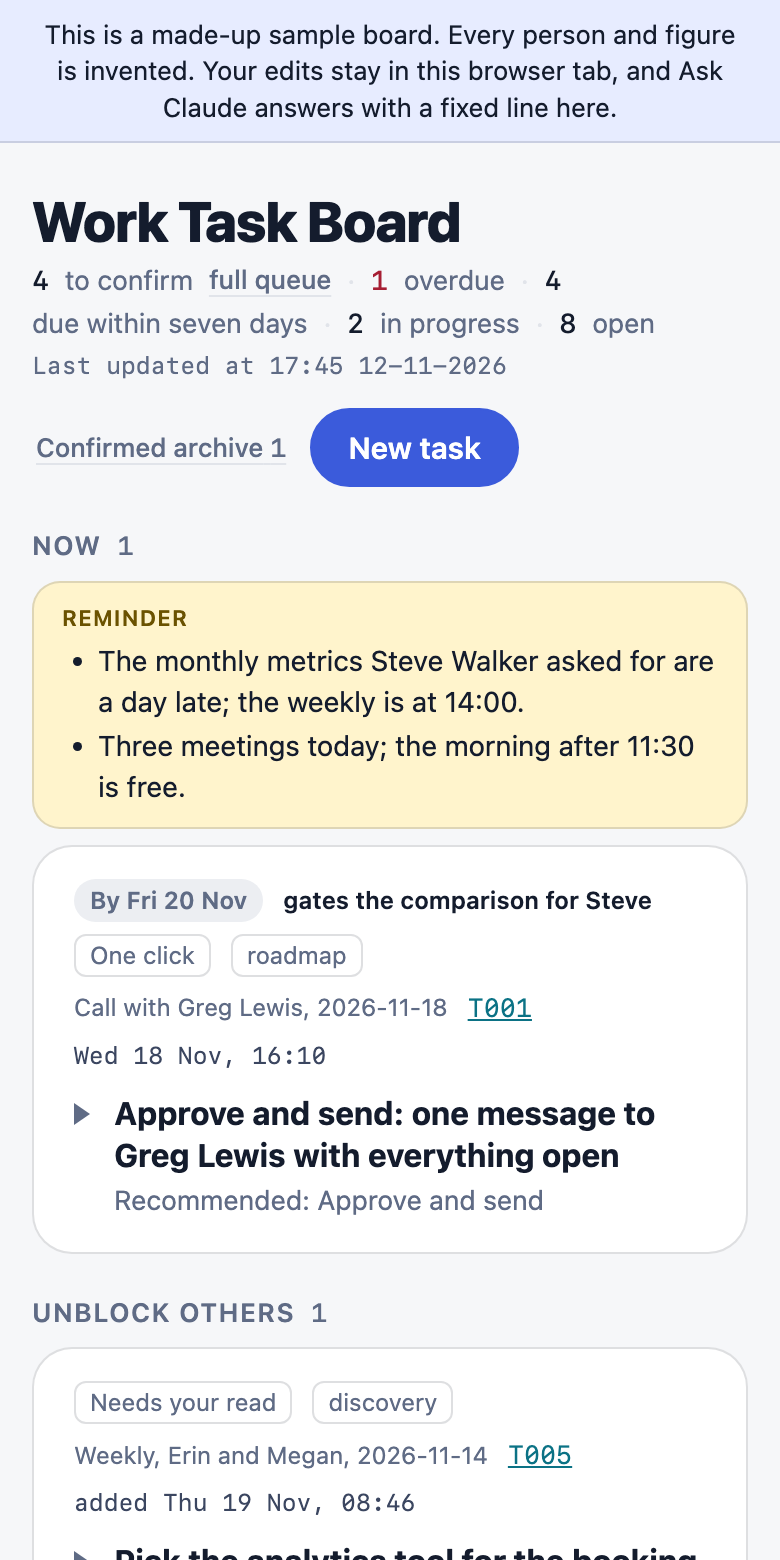 This is a made-up sample board. Every person and figure
is invented. Your edits stay in this browser tab, and Ask
Claude answers with a fixed line here.
Work Task Board
4 to confirm full queue · 1 overdue · 4
due within seven days · 2 in progress · 8 open
Last updated at 17:45 12–11–2026
Confirmed archive 1 New task
NOW 1
REMINDER
• The monthly metrics Steve Walker asked for are
a day late; the weekly is at 14:00.
• Three meetings today; the morning after 11:30
is free.
By Fri 20 Nov gates the comparison for Steve
One click roadmap
Call with Greg Lewis, 2026-11-18 T001
Wed 18 Nov, 16:10
Approve and send: one message to
Greg Lewis with everything open
Recommended: Approve and send
UNBLOCK OTHERS 1
Needs your read discovery
Weekly, Erin and Megan, 2026-11-14 T005
added Thu 19 Nov, 08:46
Pick the analytics tool for the booking